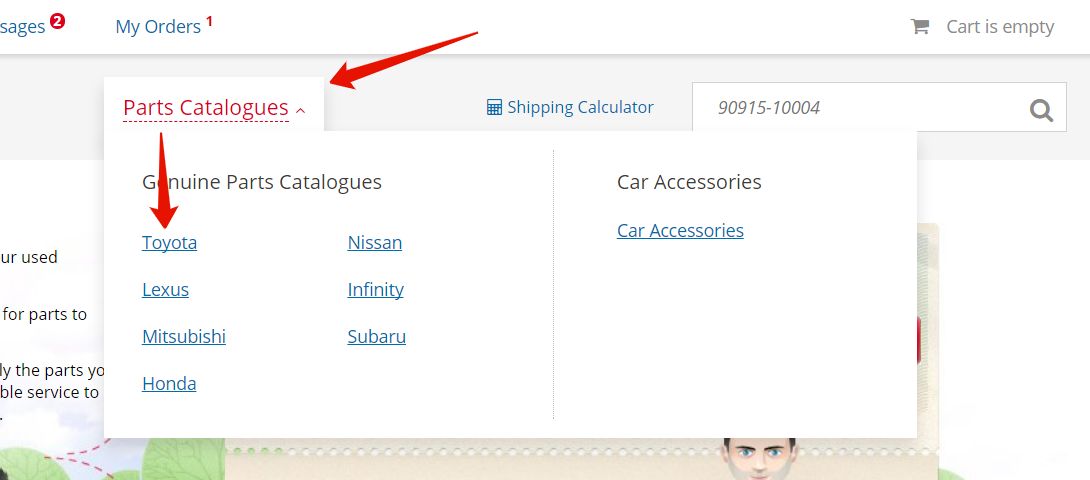 sages 2
My Orders 1
Cart is empty
Parts Catalogues
Shipping Calculator
90915-10004
Genuine Parts Catalogues
Car Accessories
Toyota
Nissan
Car Accessories
Lexus
Infinity
Mitsubishi
Subaru
Honda
ur used
for parts to
ly the parts yo
ble service to
.